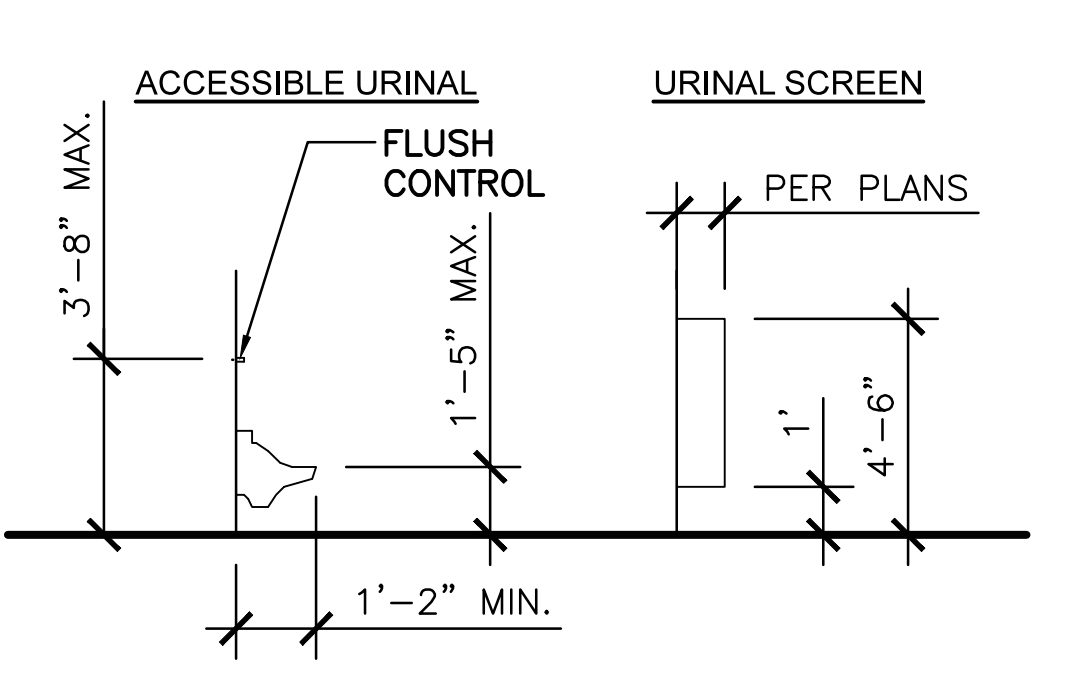 ACCESSIBLE URINAL
3'-8" MAX.
FLUSH
CONTROL
1'-5" MAX.
1'-2" MIN.
URINAL SCREEN
PER PLANS
1'
4'-6"